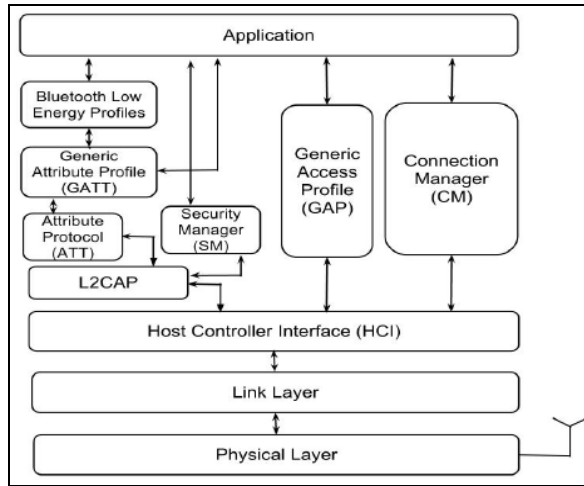 Application
Bluetooth Low
Energy Profiles
Generic
Attribute Profile
(GATT)
Generic
Access
Profile
(GAP)
Connection
Manager
(CM)
Attribute
Protocol
(ATT)
Security
Manager
(SM)
L2CAP
Host Controller Interface (HCI)
Link Layer
Physical Layer